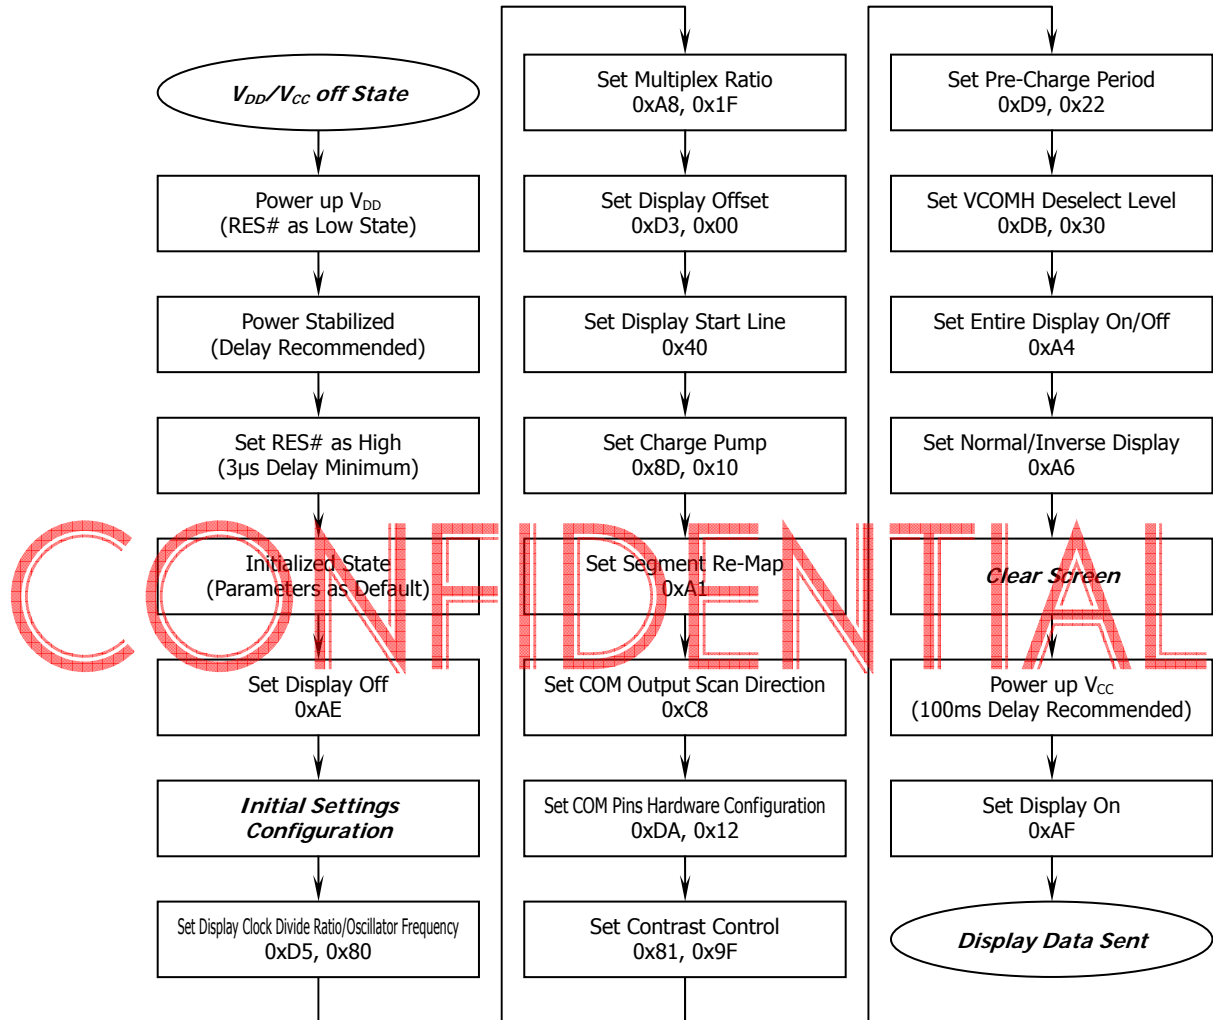 V_DD/V_CC off State
Power up V_DD
(RES# as Low State)
Power Stabilized
(Delay Recommended)
Set RES# as High
(3μs Delay Minimum)
Initialized State
(Parameters as Default)
Set Display Off
0xAE
Initial Settings
Configuration
Set Display Clock Divide Ratio/Oscillator Frequency
0xD5, 0x80
Set Multiplex Ratio
0xA8, 0x1F
Set Display Offset
0xD3, 0x00
Set Display Start Line
0x40
Set Charge Pump
0x8D, 0x10
Set Segment Re-Map
0xA1
Set COM Output Scan Direction
0xC8
Set COM Pins Hardware Configuration
0xDA, 0x12
Set Contrast Control
0x81, 0x9F
Set Pre-Charge Period
0xD9, 0x22
Set VCOMH Deselect Level
0xDB, 0x30
Set Entire Display On/Off
0xA4
Set Normal/Inverse Display
0xA6
Clear Screen
Power up V_CC
(100ms Delay Recommended)
Set Display On
0xAF
Display Data Sent
CONFIDENTIAL